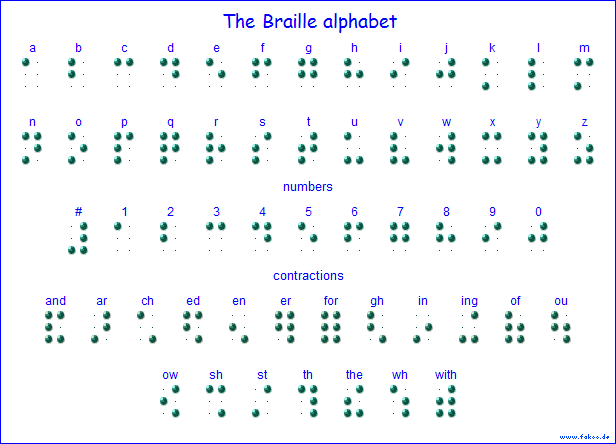 The Braille alphabet
a b c d e f g h i j k l m
n o p q r s t u v w x y z
numbers
# 1 2 3 4 5 6 7 8 9 0
contractions
and ar ch ed en er for gh in ing of ou
ow sh st th the wh with
www.fakoo.de